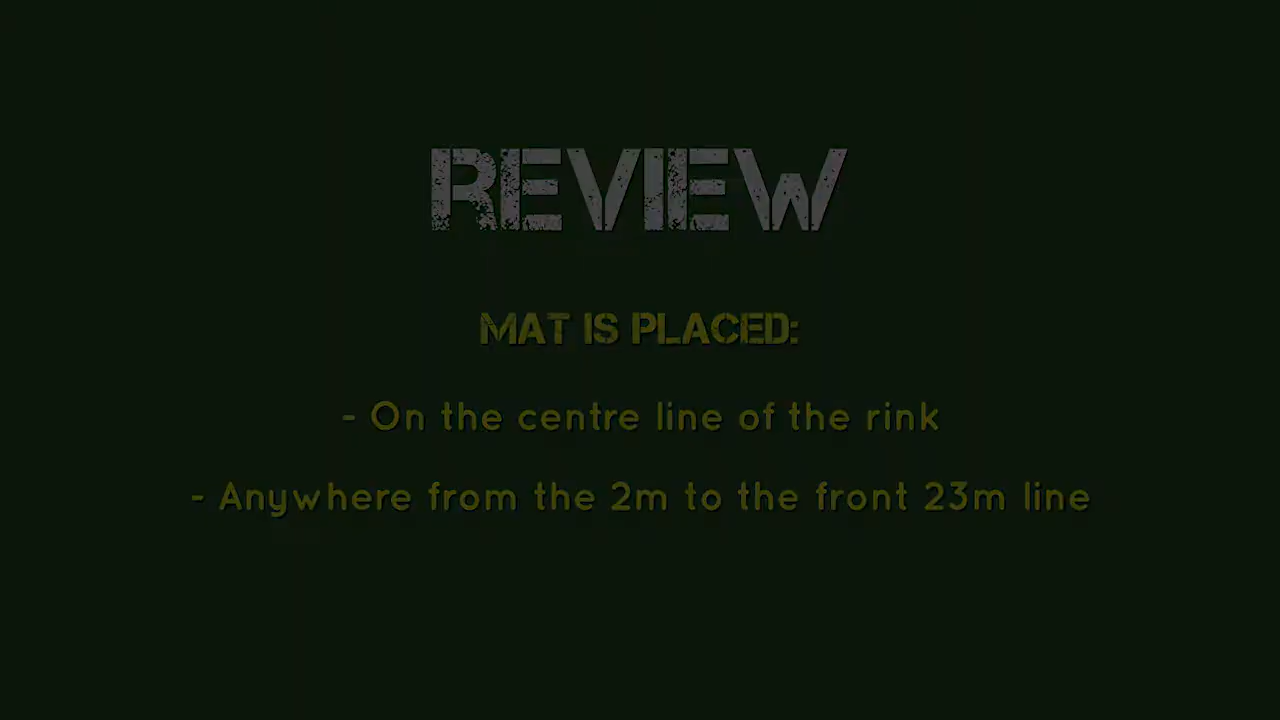 REVIEW
MAT IS PLACED:
- On the centre line of the rink
- Anywhere from the 2m to the front 23m line